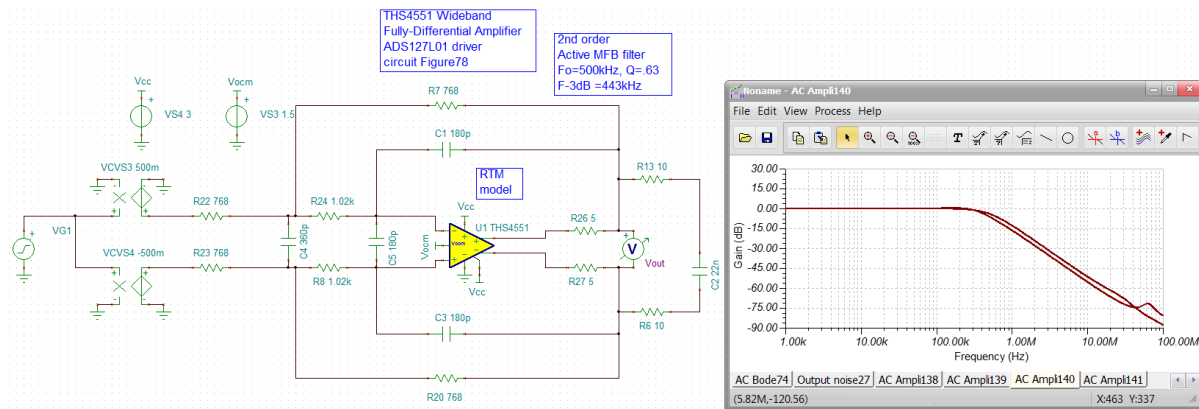 THS4551 Wideband
Fully-Differential Amplifier
ADS127L01 driver
circuit Figure78
2nd order
Active MFB filter
Fo=500kHz, Q=.63
F-3dB =443kHz
Vcc
VS4 3
Vocm
VS3 1.5
R7 768
C1 180p
RTM
model
R13 10
VCVS3 500m
R22 768
R24 1.02k
Vcc
U1 THS4551
R26 5
VG1
C4 360p
C5 180p
Vocm
Vocm
V
Vout
C2 22n
VCVS4 -500m
R23 768
R8 1.02k
Vcc
R27 5
C3 180p
R6 10
R20 768
Noname - AC Ampli140
File Edit View Process Help
T
a
b
Gain (dB)
30.00
15.00
0.00
-15.00
-30.00
-45.00
-60.00
-75.00
-90.00
1.00k 10.00k 100.00k 1.00M 10.00M 100.00M
Frequency (Hz)
AC Bode74 Output noise27 AC Ampli138 AC Ampli139 AC Ampli140 AC Ampli141
(5.82M,-120.56) X:463 Y:337